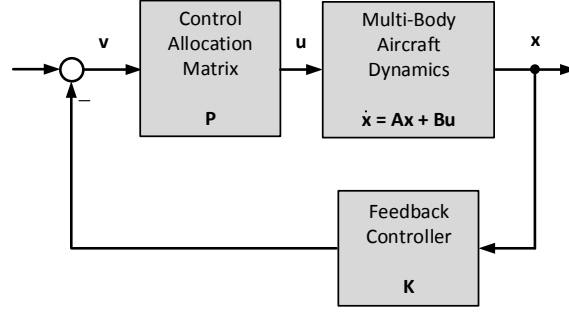 v
Control
Allocation
Matrix
P
u
Multi-Body
Aircraft
Dynamics
ẋ = Ax + Bu
x
–
Feedback
Controller
K